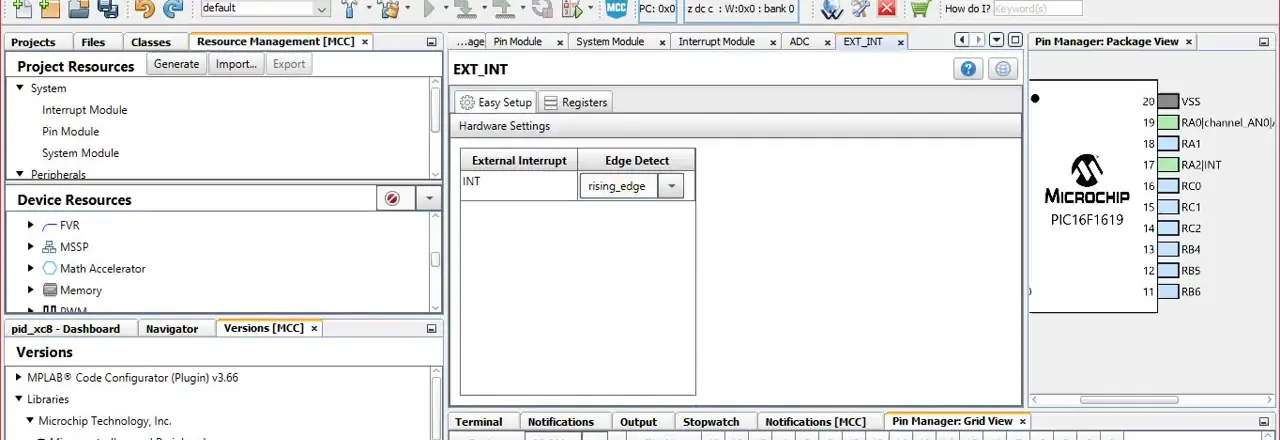 default
MCC
PC: 0x0
z dc c : W:0x0 : bank 0
How do I?
Keyword(s)
Projects
Files
Classes
Resource Management [MCC]
Project Resources
Generate
Import...
Export
System
Interrupt Module
Pin Module
System Module
Peripherals
Device Resources
FVR
MSSP
Math Accelerator
Memory
PWM
pid_xc8 - Dashboard
Navigator
Versions [MCC]
Versions
MPLAB® Code Configurator (Plugin) v3.66
Libraries
Microchip Technology, Inc.
...age
Pin Module
System Module
Interrupt Module
ADC
EXT_INT
EXT_INT
Easy Setup
Registers
Hardware Settings
External Interrupt
Edge Detect
INT
rising_edge
Terminal
Notifications
Output
Stopwatch
Notifications [MCC]
Pin Manager: Grid View
Pin Manager: Package View
MICROCHIP
PIC16F1619
20 VSS
19 RA0|channel_AN0|
18 RA1
17 RA2|INT
16 RC0
15 RC1
14 RC2
13 RB4
12 RB5
11 RB6